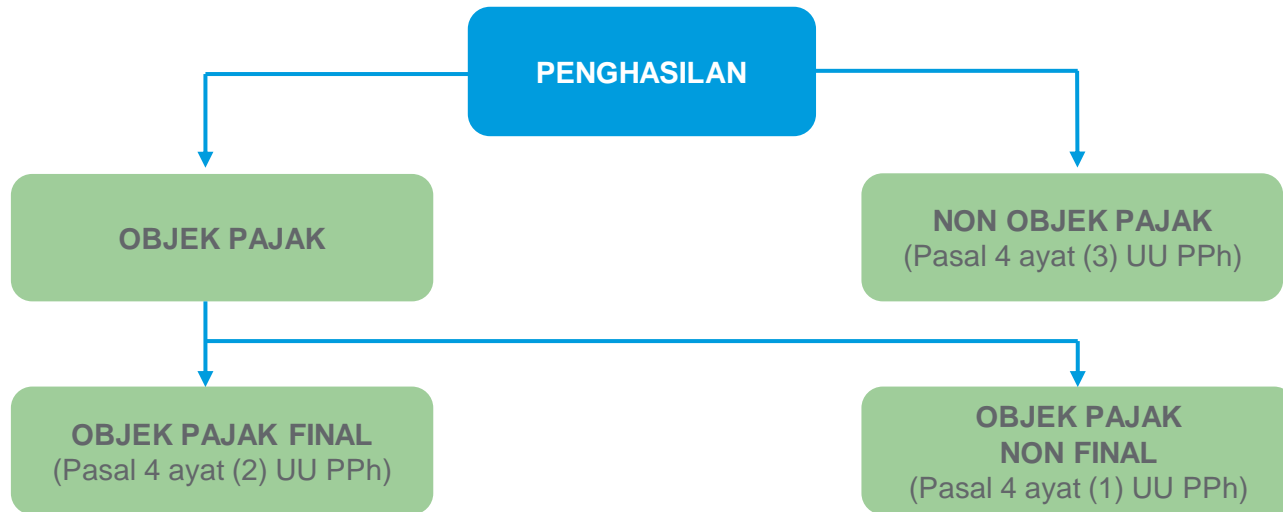 PENGHASILAN
OBJEK PAJAK
NON OBJEK PAJAK
(Pasal 4 ayat (3) UU PPh)
OBJEK PAJAK FINAL
(Pasal 4 ayat (2) UU PPh)
OBJEK PAJAK
NON FINAL
(Pasal 4 ayat (1) UU PPh)